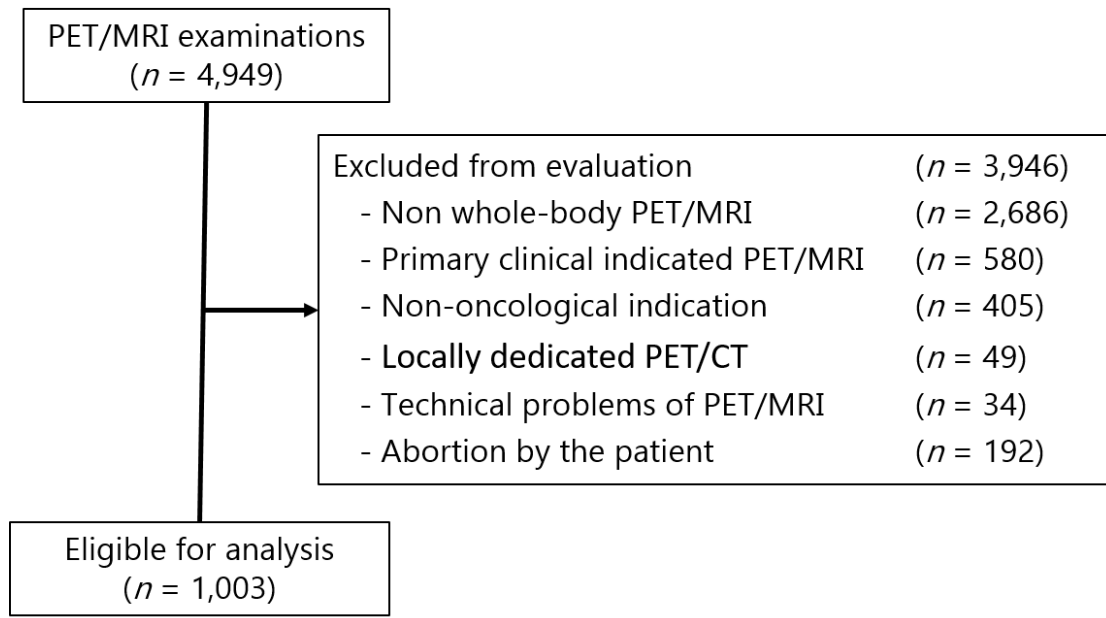 PET/MRI examinations
(n = 4,949)
Excluded from evaluation (n = 3,946)
- Non whole-body PET/MRI (n = 2,686)
- Primary clinical indicated PET/MRI (n = 580)
- Non-oncological indication (n = 405)
- Locally dedicated PET/CT (n = 49)
- Technical problems of PET/MRI (n = 34)
- Abortion by the patient (n = 192)
Eligible for analysis
(n = 1,003)